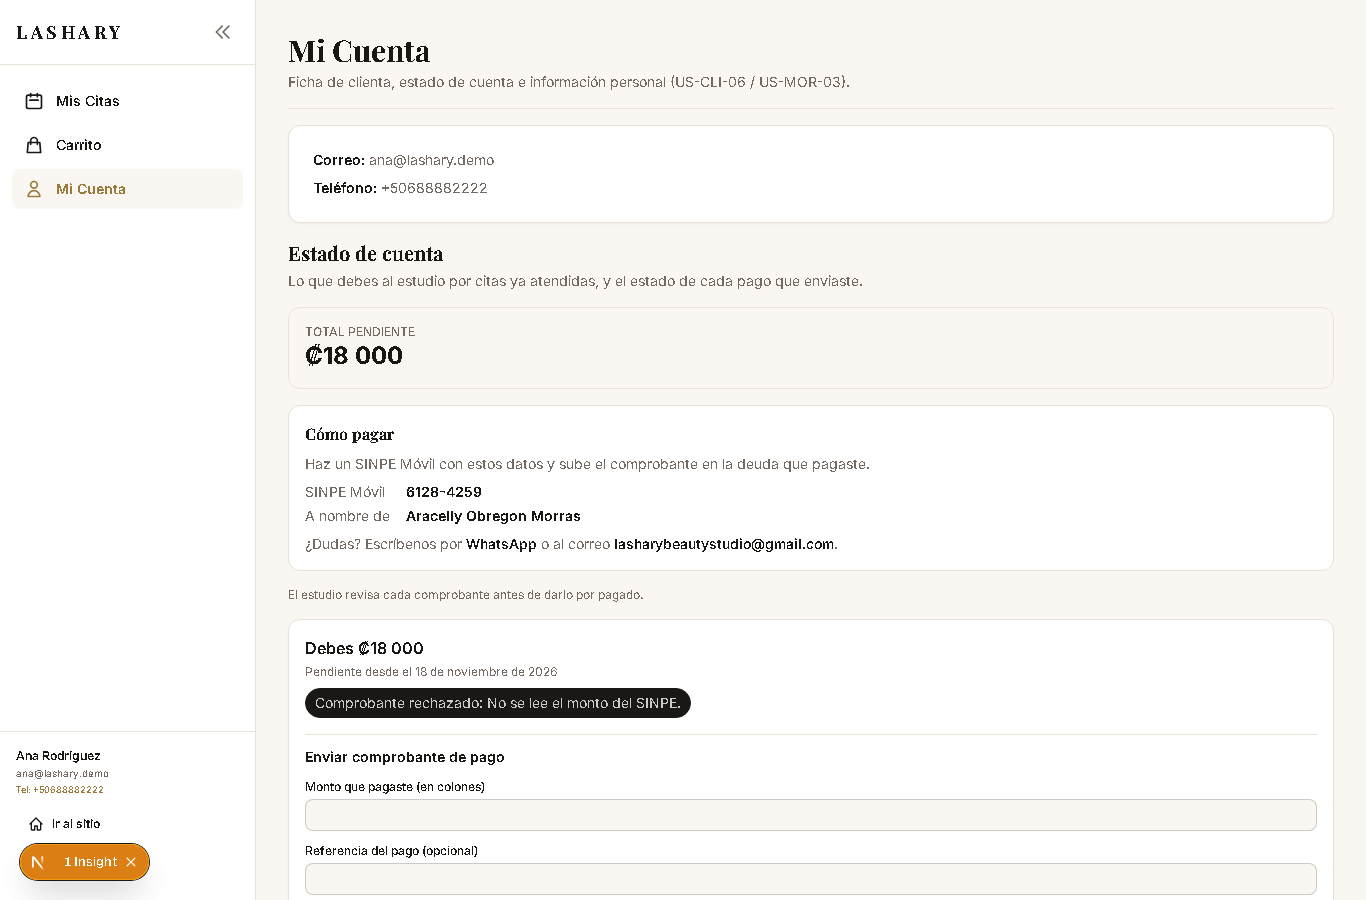 LASHARY
Mis Citas
Carrito
Mi Cuenta
Ana Rodríguez
ana@lashary.demo
Tel: +50688882222
Ir al sitio
1 Insight
Mi Cuenta
Ficha de clienta, estado de cuenta e información personal (US-CLI-06 / US-MOR-03).
Correo: ana@lashary.demo
Teléfono: +50688882222
Estado de cuenta
Lo que debes al estudio por citas ya atendidas, y el estado de cada pago que enviaste.
TOTAL PENDIENTE
₡18 000
Cómo pagar
Haz un SINPE Móvil con estos datos y sube el comprobante en la deuda que pagaste.
SINPE Móvil 6128-4259
A nombre de Aracelly Obregon Morras
¿Dudas? Escríbenos por WhatsApp o al correo lasharybeautystudio@gmail.com.
El estudio revisa cada comprobante antes de darlo por pagado.
Debes ₡18 000
Pendiente desde el 18 de noviembre de 2026
Comprobante rechazado: No se lee el monto del SINPE.
Enviar comprobante de pago
Monto que pagaste (en colones)
Referencia del pago (opcional)